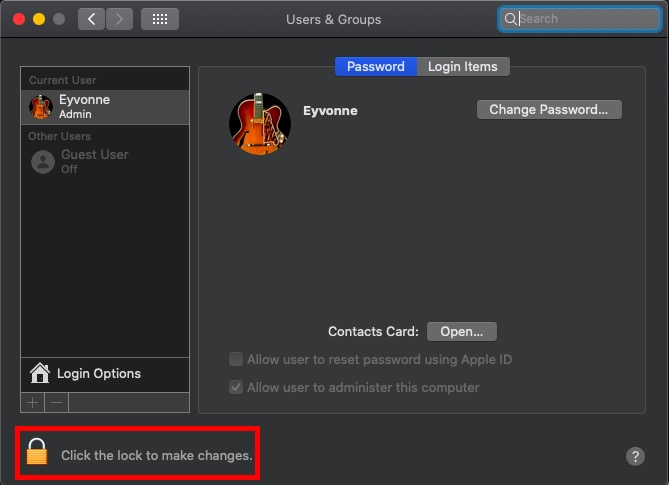 Users & Groups
Search
Password
Login Items
Current User
Eyvonne
Admin
Other Users
Guest User
Off
Login Options
Eyvonne
Change Password...
Contacts Card:
Open...
Allow user to reset password using Apple ID
Allow user to administer this computer
Click the lock to make changes.
?